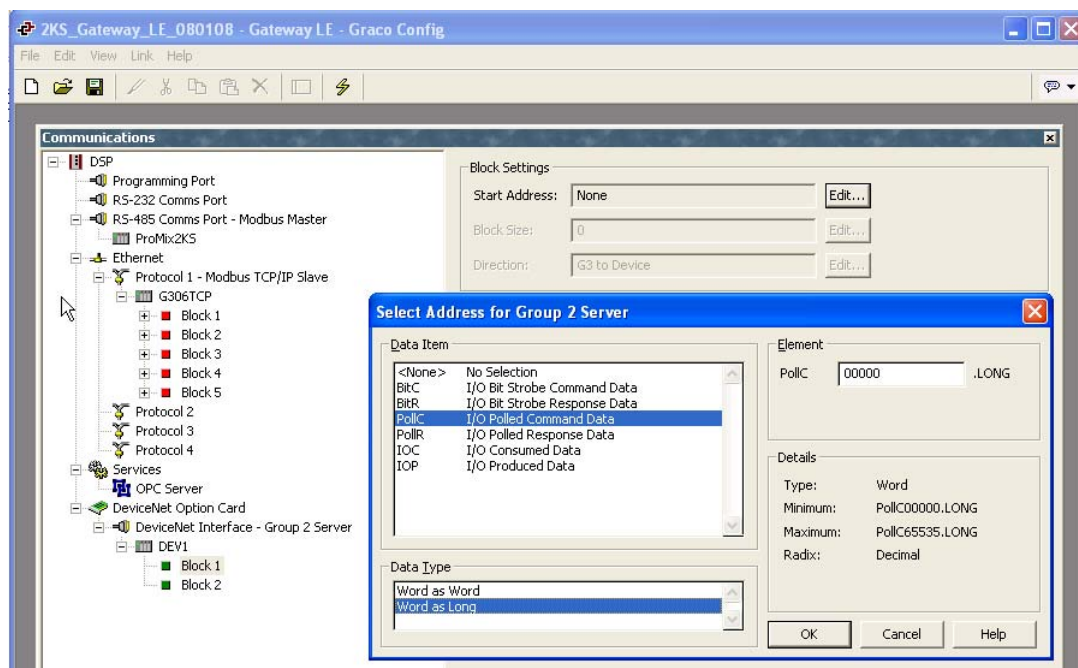 2KS_Gateway_LE_080108 - Gateway LE - Graco Config
File Edit View Link Help
Communications
DSP
Programming Port
RS-232 Comms Port
RS-485 Comms Port - Modbus Master
ProMix2KS
Ethernet
Protocol 1 - Modbus TCP/IP Slave
G306TCP
Block 1
Block 2
Block 3
Block 4
Block 5
Protocol 2
Protocol 3
Protocol 4
Services
OPC Server
DeviceNet Option Card
DeviceNet Interface - Group 2 Server
DEV1
Block 1
Block 2
Block Settings
Start Address: None Edit...
Block Size: 0 Edit...
Direction: G3 to Device Edit...
Select Address for Group 2 Server
Data Item
<None> No Selection
BitC I/O Bit Strobe Command Data
BitR I/O Bit Strobe Response Data
PollC I/O Polled Command Data
PollR I/O Polled Response Data
IOC I/O Consumed Data
IOP I/O Produced Data
Data Type
Word as Word
Word as Long
Element
PollC 00000 .LONG
Details
Type: Word
Minimum: PollC00000.LONG
Maximum: PollC65535.LONG
Radix: Decimal
OK Cancel Help